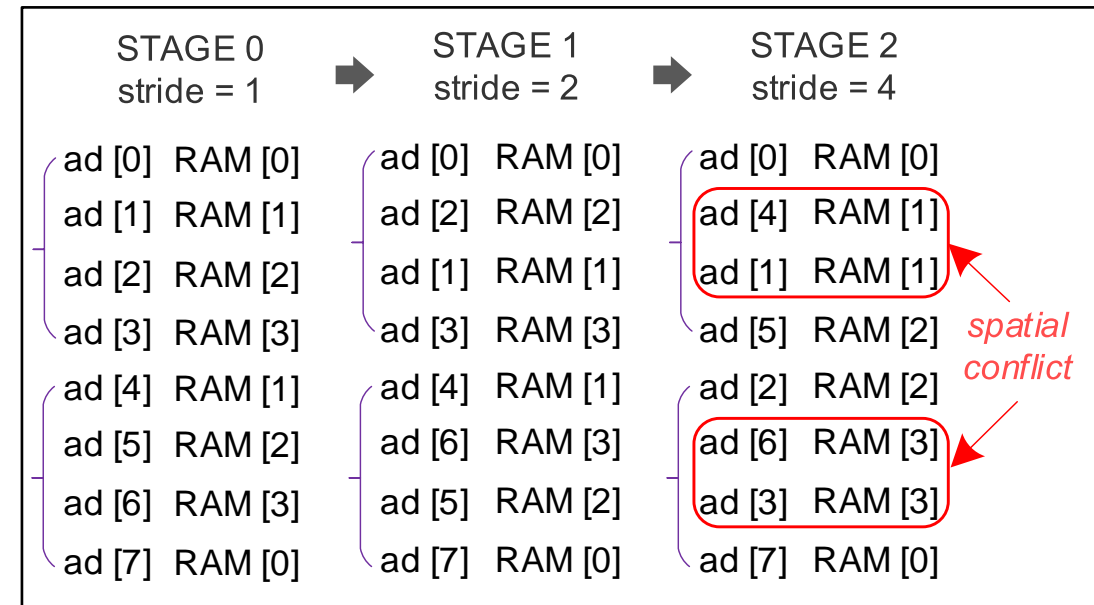 STAGE 0
stride = 1
STAGE 1
stride = 2
STAGE 2
stride = 4
ad [0] RAM [0]
ad [1] RAM [1]
ad [2] RAM [2]
ad [3] RAM [3]
ad [4] RAM [1]
ad [5] RAM [2]
ad [6] RAM [3]
ad [7] RAM [0]
ad [0] RAM [0]
ad [2] RAM [2]
ad [1] RAM [1]
ad [3] RAM [3]
ad [4] RAM [1]
ad [6] RAM [3]
ad [5] RAM [2]
ad [7] RAM [0]
ad [0] RAM [0]
ad [4] RAM [1]
ad [1] RAM [1]
ad [5] RAM [2]
ad [2] RAM [2]
ad [6] RAM [3]
ad [3] RAM [3]
ad [7] RAM [0]
spatial
conflict